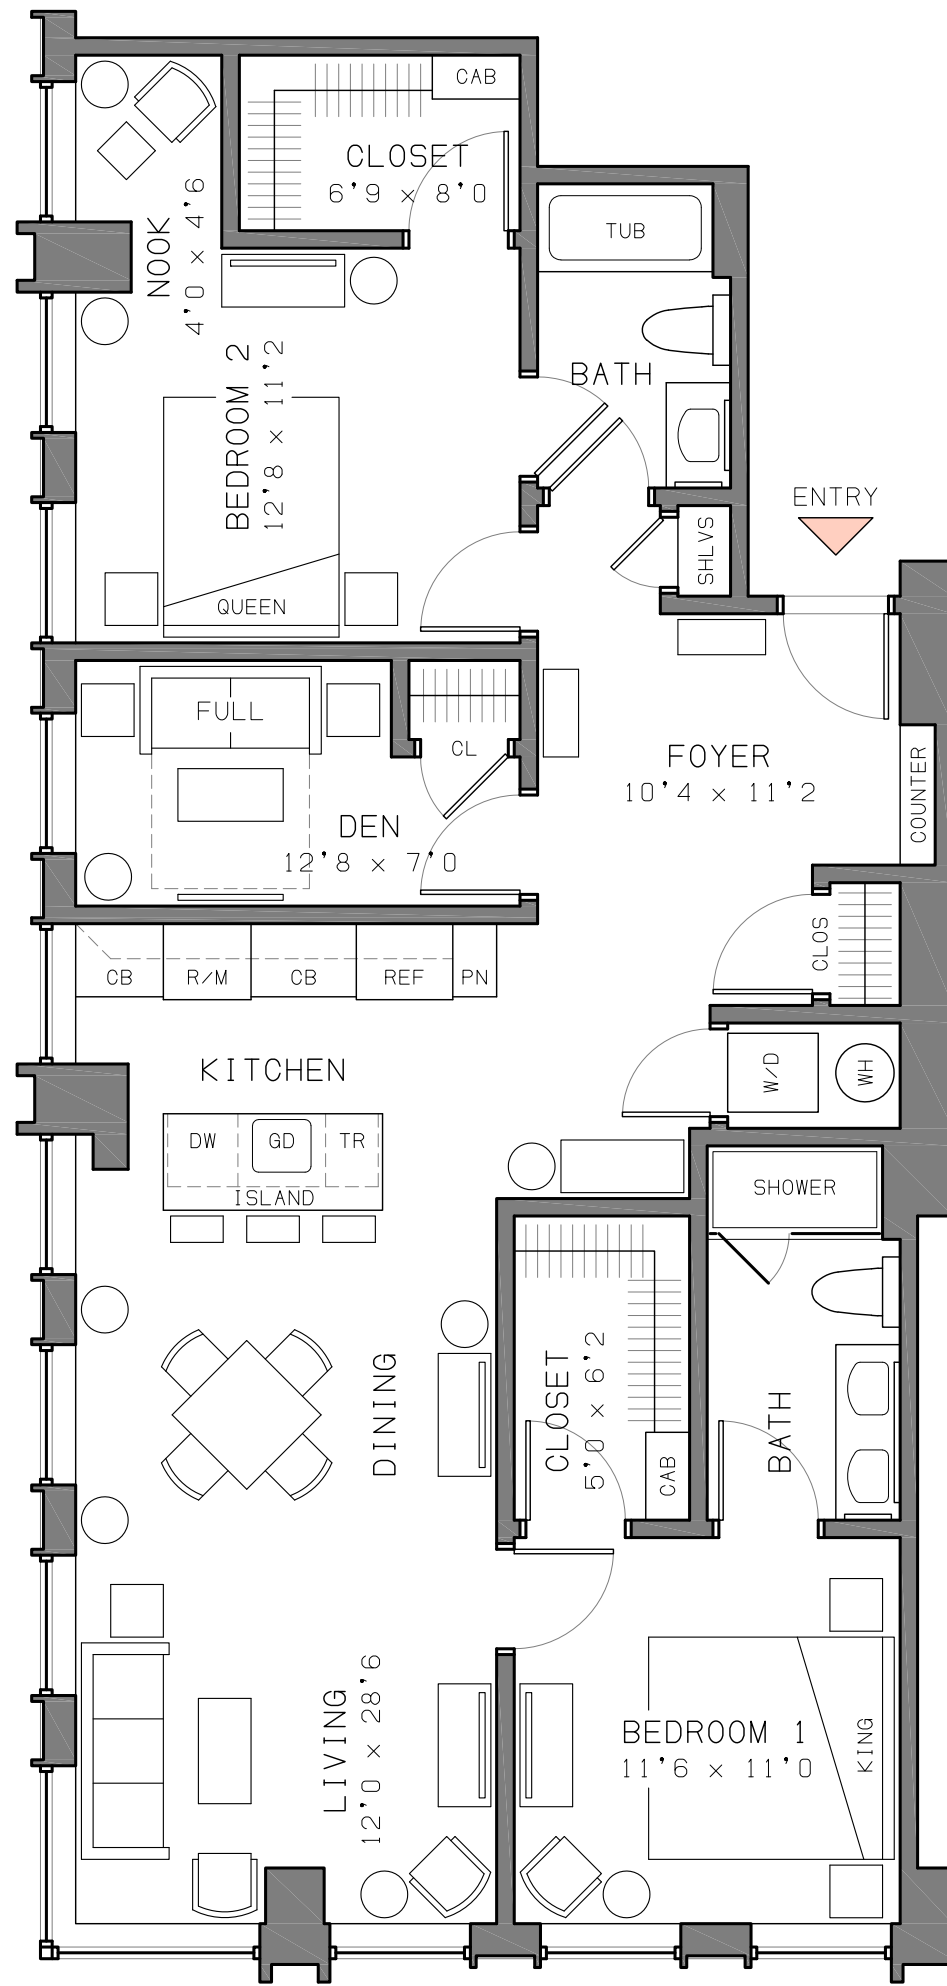 CAB
CLOSET
6'9 x 8'0
TUB
NOOK
4'0 x 4'6
BATH
BEDROOM 2
12'8 x 11'2
ENTRY
SHLVS
QUEEN
FULL
CL
FOYER
10'4 x 11'2
COUNTER
DEN
12'8 x 7'0
CLOS
CB
R/M
CB
REF
PN
KITCHEN
W/D
WH
DW
GD
TR
ISLAND
SHOWER
DINING
CLOSET
5'0 x 6'2
CAB
BATH
LIVING
12'0 x 28'6
BEDROOM 1
11'6 x 11'0
KING